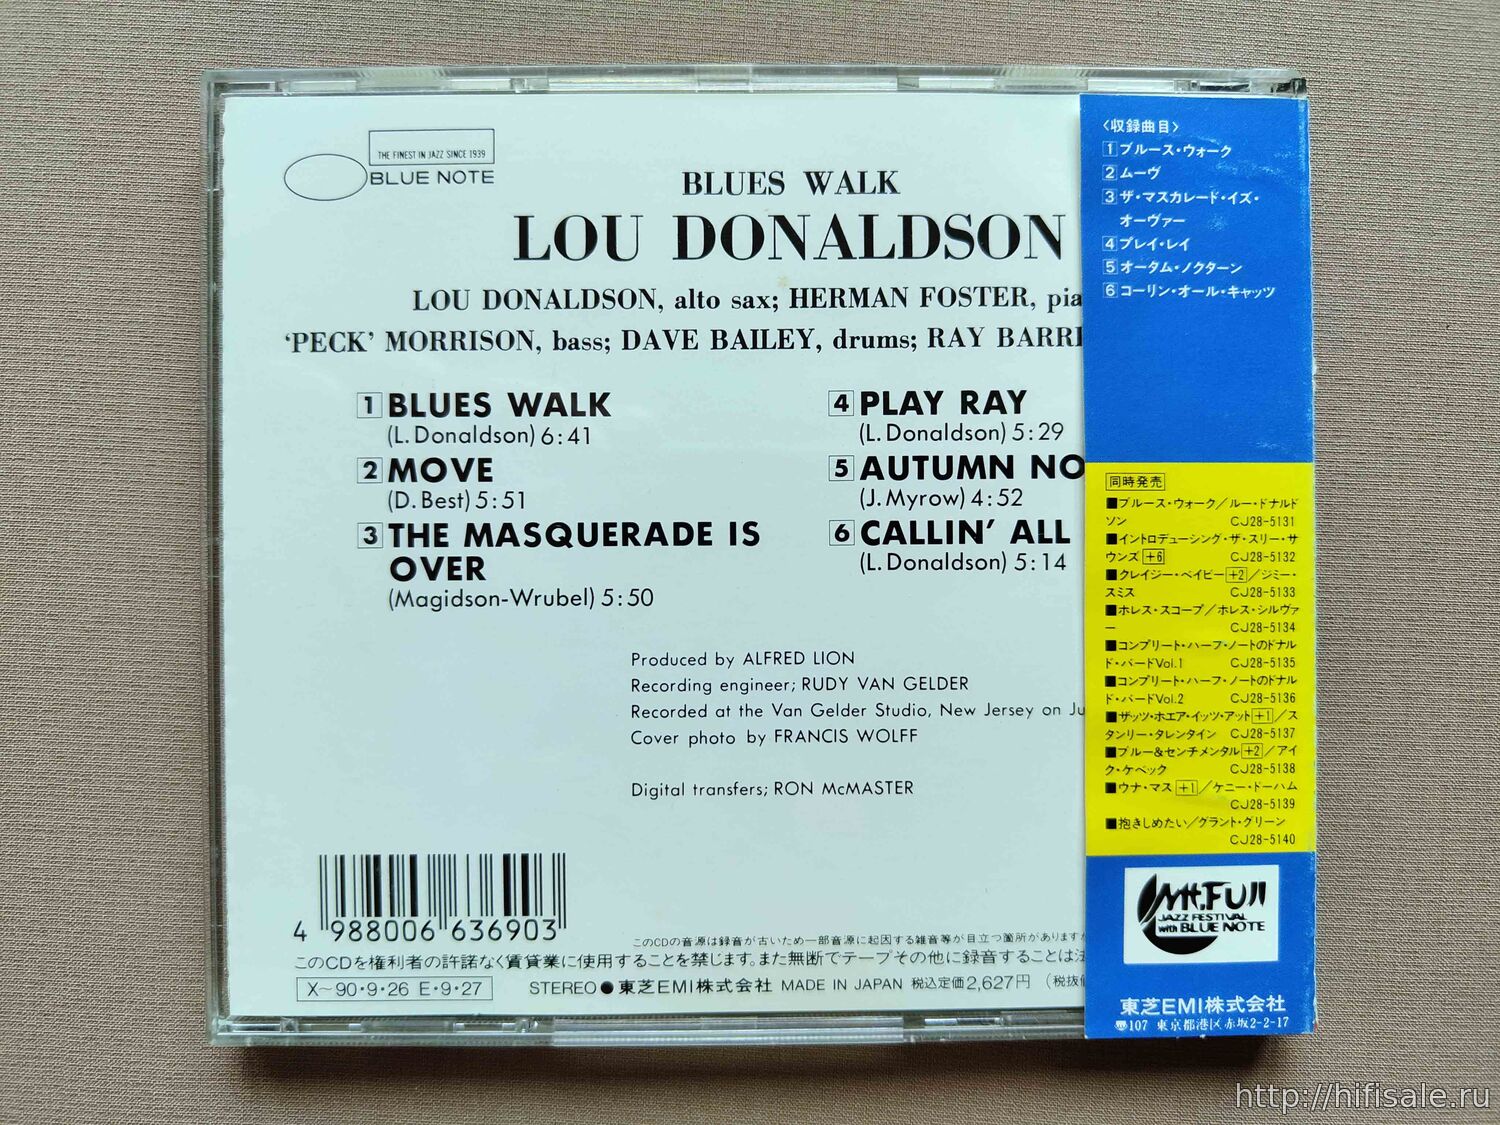 THE FINEST IN JAZZ SINCE 1939
BLUE NOTE
BLUES WALK
LOU DONALDSON
LOU DONALDSON, alto sax; HERMAN FOSTER, pia
'PECK' MORRISON, bass; DAVE BAILEY, drums; RAY BARR
1 BLUES WALK
(L. Donaldson) 6:41
2 MOVE
(D. Best) 5:51
3 THE MASQUERADE IS
OVER
(Magidson-Wrubel) 5:50
4 PLAY RAY
(L. Donaldson) 5:29
5 AUTUMN NO
(J. Myrow) 4:52
6 CALLIN' ALL
(L. Donaldson) 5:14
Produced by ALFRED LION
Recording engineer; RUDY VAN GELDER
Recorded at the Van Gelder Studio, New Jersey on Ju
Cover photo by FRANCIS WOLFF
Digital transfers; RON McMASTER
4 988006 636903
このCDの音源は録音が古いため一部音源に起因する雑音等が目立つ箇所がありますが
このCDを権利者の許諾なく賃貸業に使用することを禁じます。また無断でテープその他に録音することは法
X～90・9・26 E・9・27
STEREO●東芝EMI株式会社 MADE IN JAPAN 税込定価2,627円 (税抜価
〈収録曲目〉
1 ブルース・ウォーク
2 ムーヴ
3 ザ・マスカレード・イズ・
オーヴァー
4 プレイ・レイ
5 オータム・ノクターン
6 コーリン・オール・キャッツ
同時発売
■ブルース・ウォーク/ルー・ドナルド
ソン CJ28-5131
■イントロデューシング・ザ・スリー・サ
ウンズ +6 CJ28-5132
■クレイジー・ベイビー +2/ジミー・
スミス CJ28-5133
■ホレス・スコープ/ホレス・シルヴァ
ー CJ28-5134
■コンプリート・ハーフ・ノートのドナル
ド・バードVol.1 CJ28-5135
■コンプリート・ハーフ・ノートのドナル
ド・バードVol.2 CJ28-5136
■ザッツ・ホエア・イッツ・アット +1/ス
タンリー・タレンタイン CJ28-5137
■ブルー&センチメンタル +2/アイ
ク・ケベック CJ28-5138
■ウナ・マス +1/ケニー・ドーハム
CJ28-5139
■抱きしめたい/グラント・グリーン
CJ28-5140
Mt.FUJI
JAZZ FESTIVAL
with BLUE NOTE
東芝EMI株式会社
〒107 東京都港区赤坂2-2-17
http://hifisale.ru